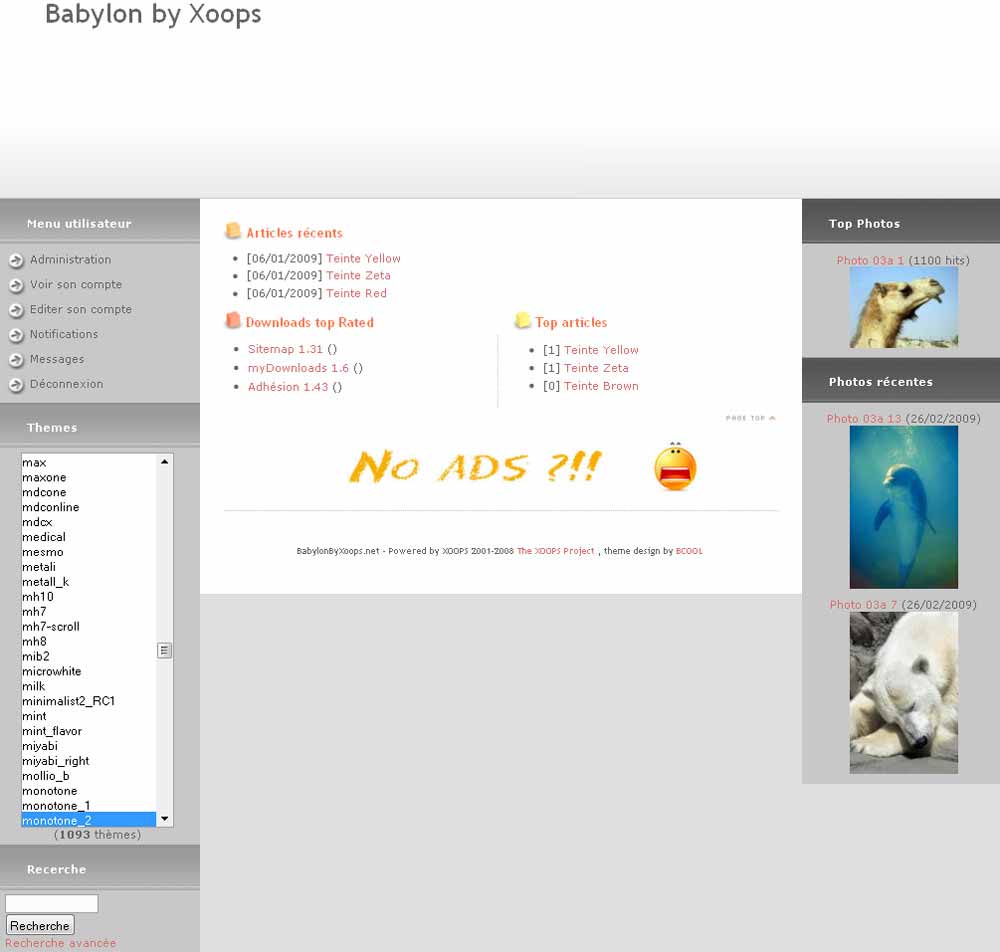 Babylon by Xoops
Menu utilisateur
Administration
Voir son compte
Editer son compte
Notifications
Messages
Déconnexion
Themes
max
maxone
mdcone
mdconline
mdcx
medical
mesmo
metali
metall_k
mh10
mh7
mh7-scroll
mh8
mib2
microwhite
milk
minimalist2_RC1
mint
mint_flavor
miyabi
miyabi_right
mollio_b
monotone
monotone_1
monotone_2
(1093 thèmes)
Recerche
Recherche
Recherche avancée
Articles récents
[06/01/2009] Teinte Yellow
[06/01/2009] Teinte Zeta
[06/01/2009] Teinte Red
Downloads top Rated
Sitemap 1.31 ()
myDownloads 1.6 ()
Adhésion 1.43 ()
Top articles
[1] Teinte Yellow
[1] Teinte Zeta
[0] Teinte Brown
PAGE TOP
No ADS ?!!
BabylonByXoops.net - Powered by XOOPS 2001-2008 The XOOPS Project , theme design by BCOOL
Top Photos
Photo 03a 1 (1100 hits)
Photos récentes
Photo 03a 13 (26/02/2009)
Photo 03a 7 (26/02/2009)